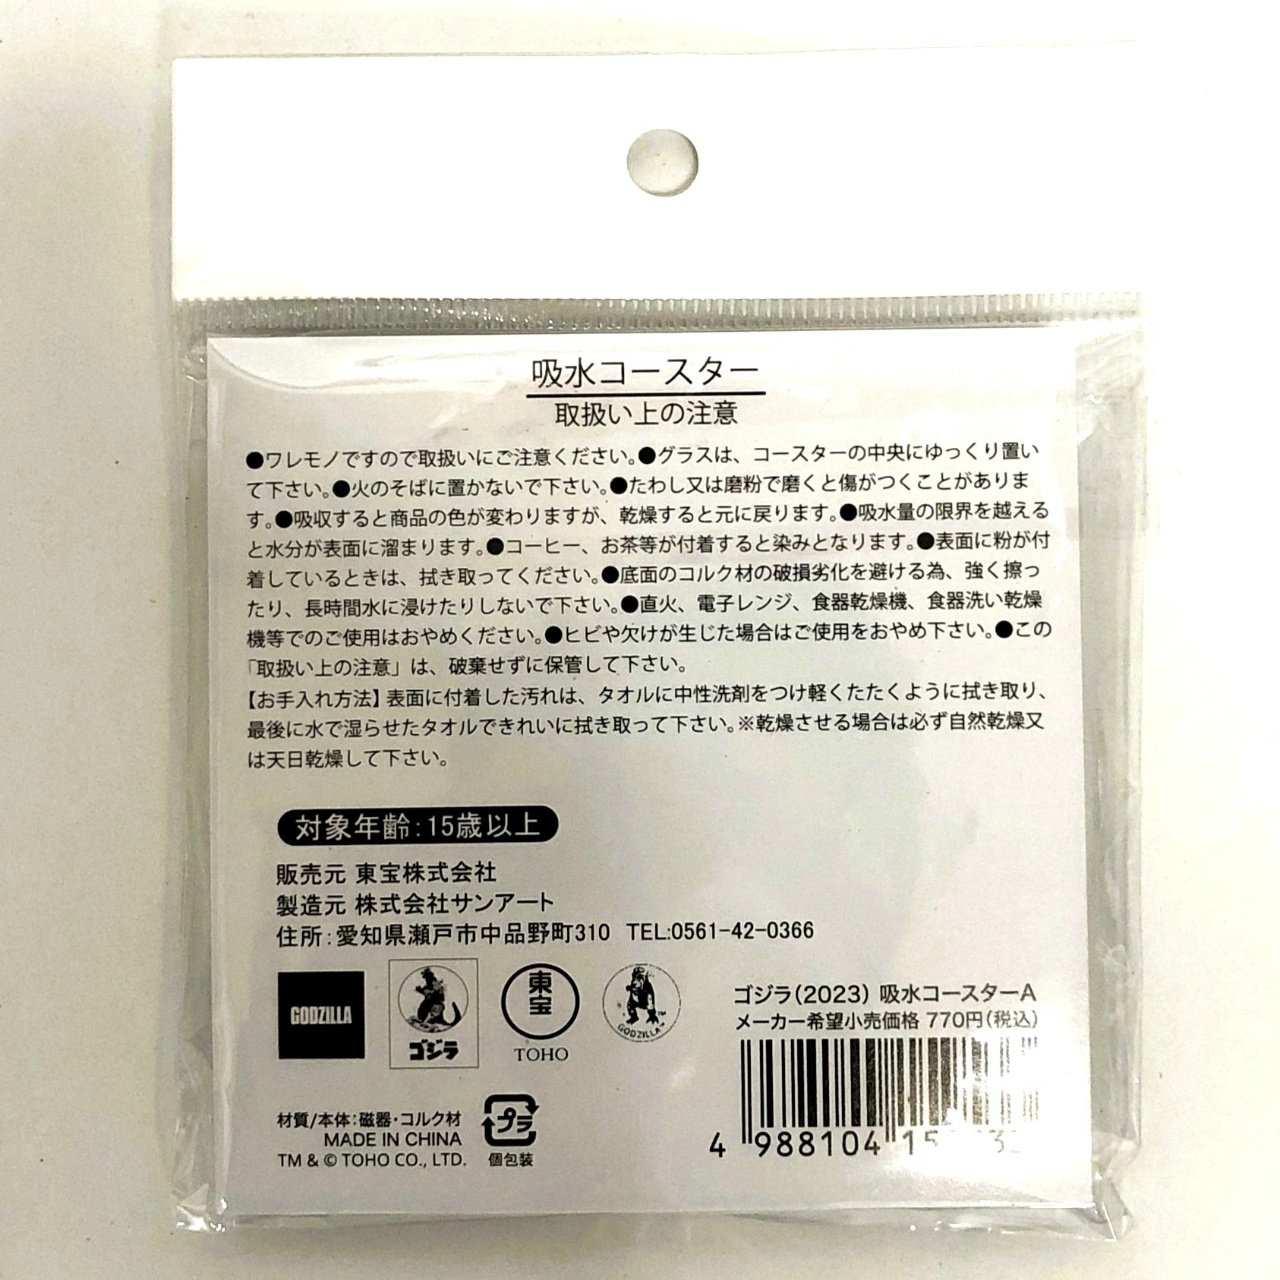 吸水コースター
取扱い上の注意
●ワレモノですので取扱いにご注意ください。●グラスは、コースターの中央にゆっくり置い
て下さい。●火のそばに置かないで下さい。●たわし又は磨粉で磨くと傷がつくことがありま
す。●吸収すると商品の色が変わりますが、乾燥すると元に戻ります。●吸水量の限界を越える
と水分が表面に溜まります。●コーヒー、お茶等が付着すると染みとなります。●表面に粉が付
着しているときは、拭き取ってください。●底面のコルク材の破損劣化を避ける為、強く擦っ
たり、長時間水に浸けたりしないで下さい。●直火、電子レンジ、食器乾燥機、食器洗い乾燥
機等でのご使用はおやめください。●ヒビや欠けが生じた場合はご使用をおやめ下さい。●この
「取扱い上の注意」は、破棄せずに保管して下さい。
【お手入れ方法】表面に付着した汚れは、タオルに中性洗剤をつけ軽くたたくように拭き取り、
最後に水で湿らせたタオルできれいに拭き取って下さい。※乾燥させる場合は必ず自然乾燥又
は天日乾燥して下さい。
対象年齢:15歳以上
販売元 東宝株式会社
製造元 株式会社サンアート
住所:愛知県瀬戸市中品野町310 TEL:0561-42-0366
GODZILLA
ゴジラ
東宝
TOHO
GODZILLA™
ゴジラ(2023) 吸水コースターA
メーカー希望小売価格 770円(税込)
4 988104
材質/本体:磁器・コルク材
MADE IN CHINA
TM & © TOHO CO., LTD.
プラ
個包装